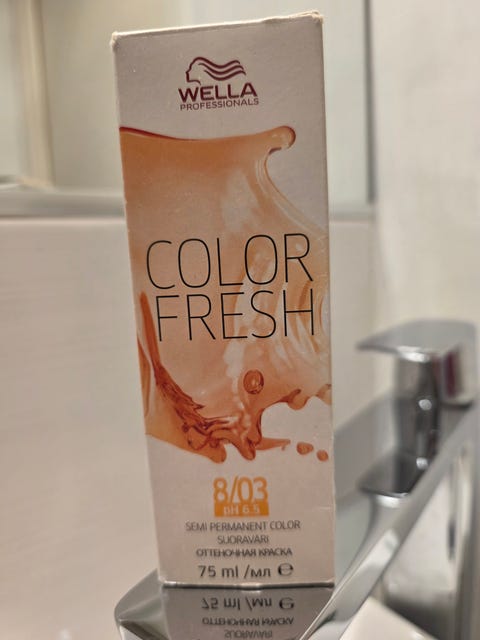 WELLA
PROFESSIONALS
COLOR
FRESH
8/03
pH 6.5
SEMI PERMANENT COLOR
SUORAVÄRI
ОТТЕНОЧНАЯ КРАСКА
75 ml /мл e